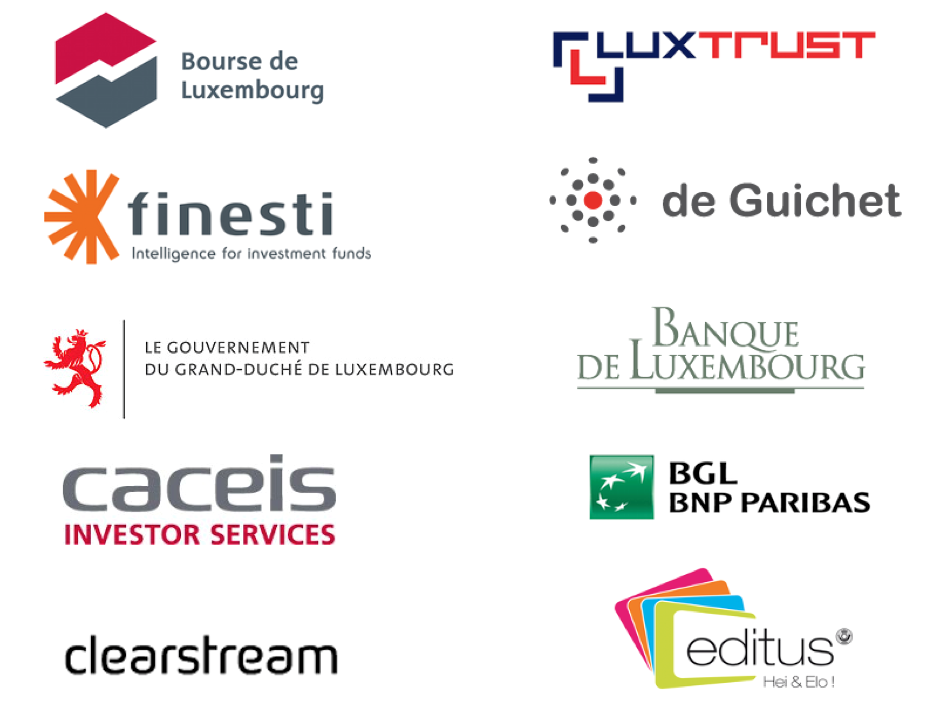 Bourse de
Luxembourg
LUXTRUST
finesti
Intelligence for investment funds
de Guichet
LE GOUVERNEMENT
DU GRAND-DUCHÉ DE LUXEMBOURG
BANQUE
DE LUXEMBOURG
caceis
INVESTOR SERVICES
BGL
BNP PARIBAS
clearstream
editus
Hei & Elo !